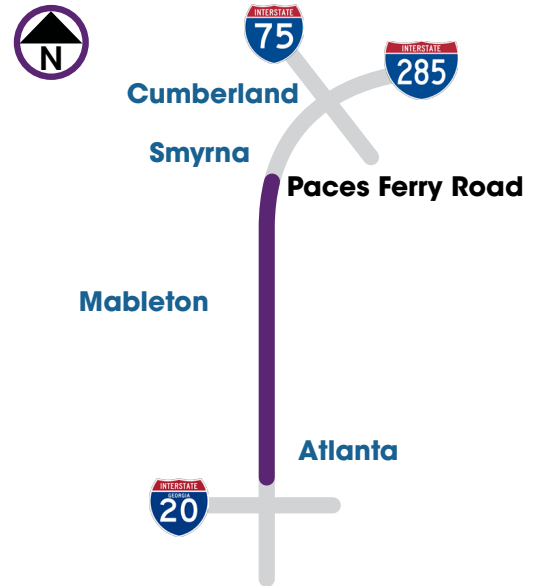 N
INTERSTATE
75
INTERSTATE
285
Cumberland
Smyrna
Paces Ferry Road
Mableton
Atlanta
INTERSTATE
GEORGIA
20